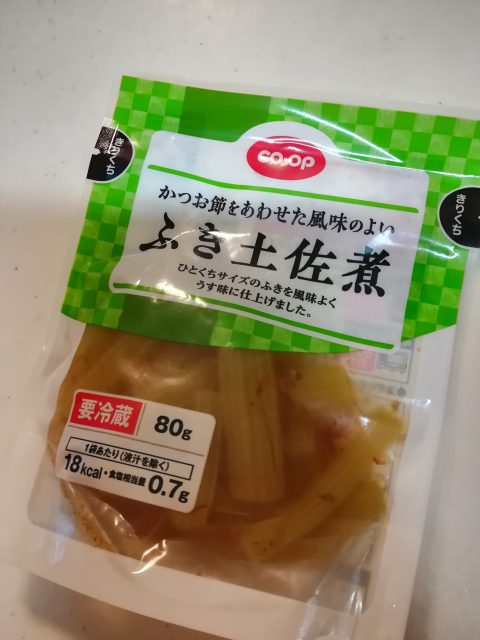 きりくち
co·op
きりくち
かつお節をあわせた風味のよい
ふき土佐煮
ひとくちサイズのふきを風味よく
うす味に仕上げました。
要冷蔵
80g
1袋あたり(液汁を除く)
18kcal・食塩相当量0.7g